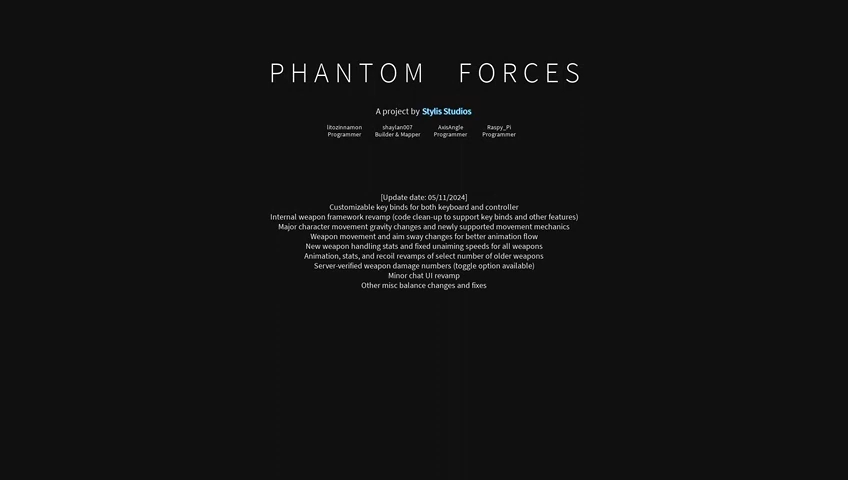 PHANTOM FORCES
A project by Stylis Studios
litozinnamon shaylan007 AxisAngle Raspy_Pi
Programmer Builder & Mapper Programmer Programmer
[Update date: 05/11/2024]
Customizable key binds for both keyboard and controller
Internal weapon framework revamp (code clean-up to support key binds and other features)
Major character movement gravity changes and newly supported movement mechanics
Weapon movement and aim sway changes for better animation flow
New weapon handling stats and fixed unaiming speeds for all weapons
Animation, stats, and recoil revamps of select number of older weapons
Server-verified weapon damage numbers (toggle option available)
Minor chat UI revamp
Other misc balance changes and fixes